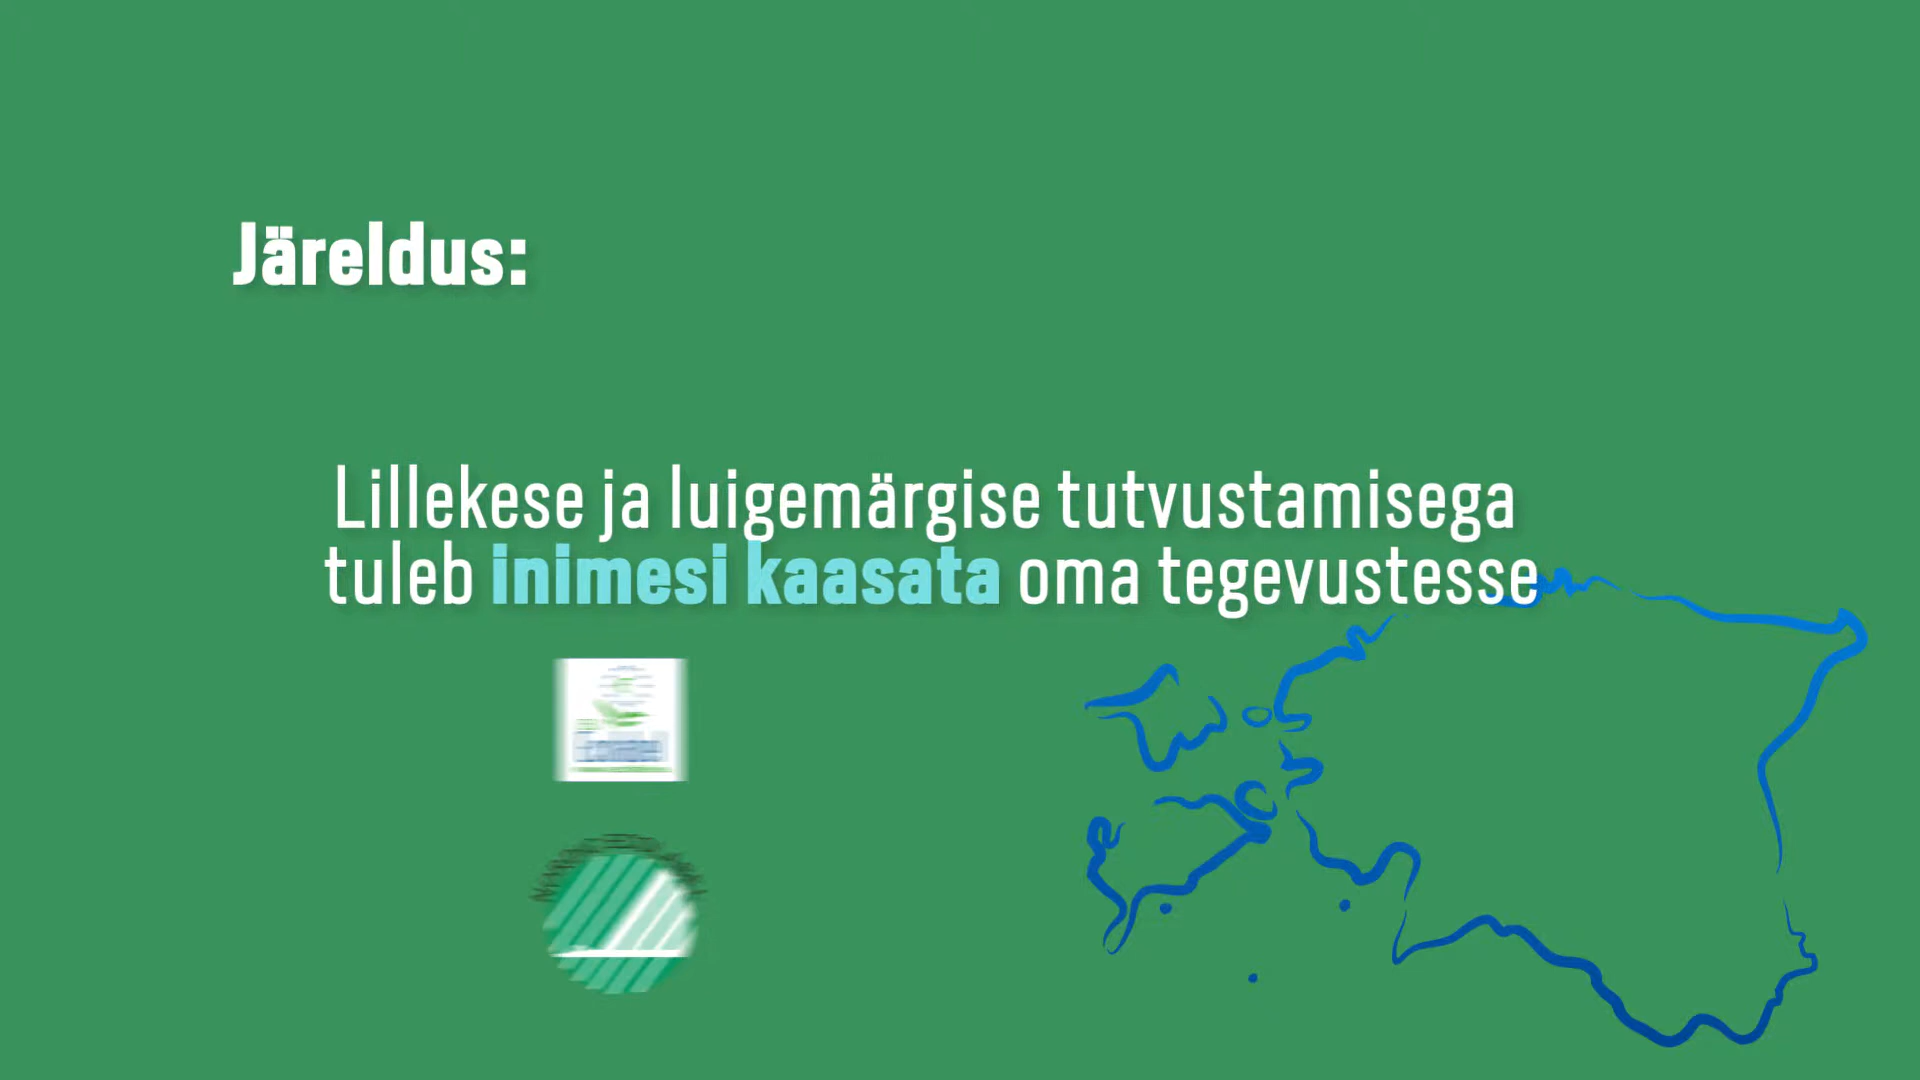 Järeldus:
Lillekese ja luigemärgise tutvustamisega
tuleb inimesi kaasata oma tegevustesse